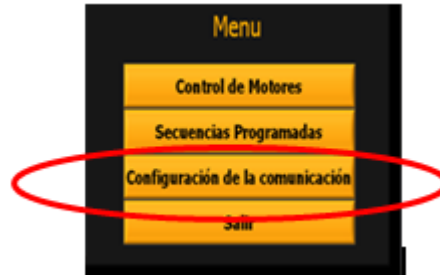 Menu
Control de Motores
Secuencias Programadas
Configuración de la comunicación
Salir